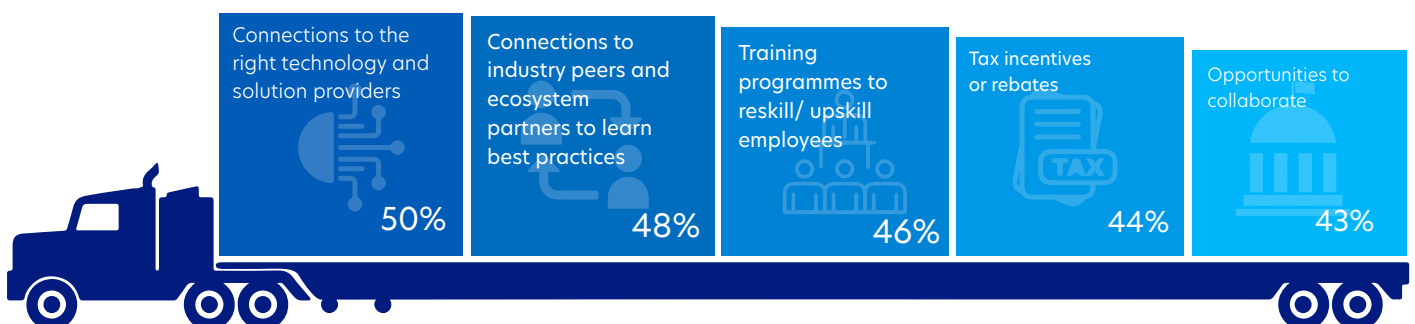 Connections to the
right technology and
solution providers
50%
Connections to
industry peers and
ecosystem
partners to learn
best practices
48%
Training
programmes to
reskill/ upskill
employees
46%
Tax incentives
or rebates
TAX
44%
Opportunities to
collaborate
43%